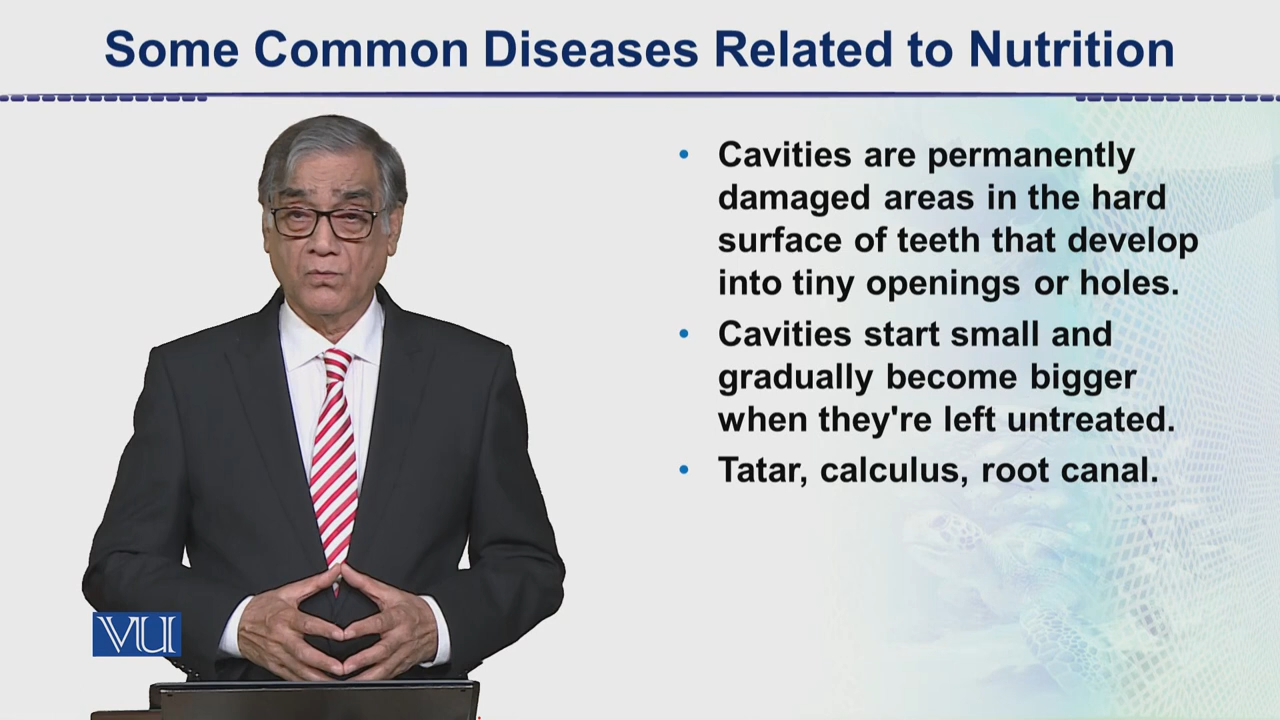 Some Common Diseases Related to Nutrition
• Cavities are permanently
damaged areas in the hard
surface of teeth that develop
into tiny openings or holes.
• Cavities start small and
gradually become bigger
when they're left untreated.
• Tatar, calculus, root canal.
VU